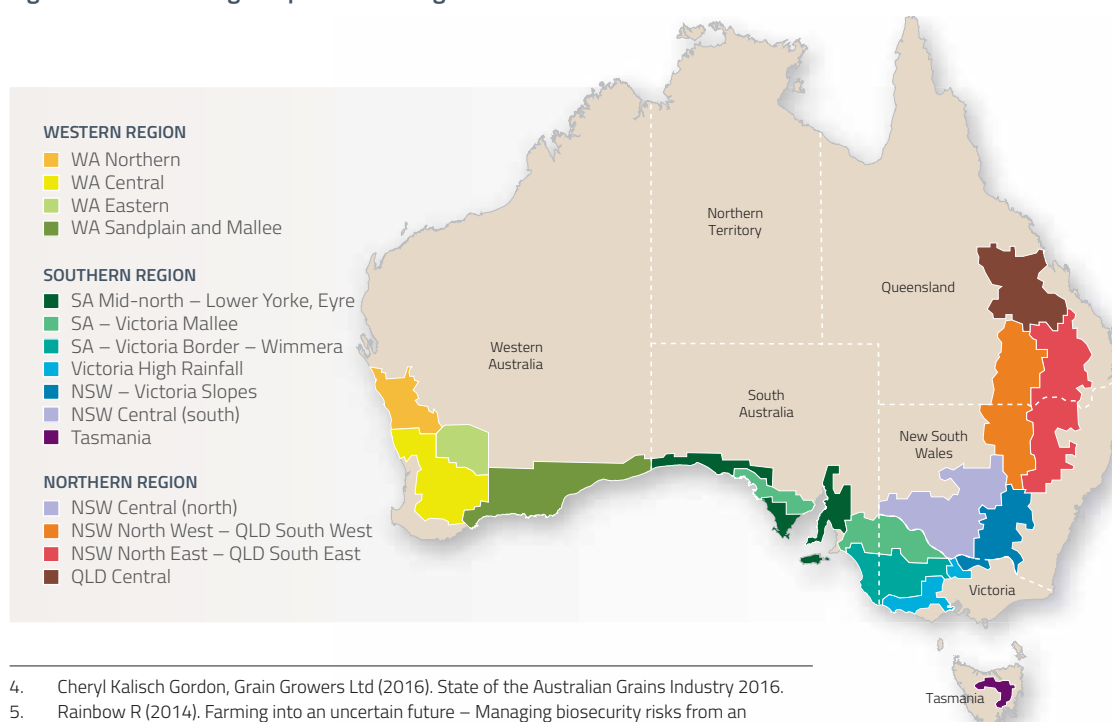 WESTERN REGION
WA Northern
WA Central
WA Eastern
WA Sandplain and Mallee
SOUTHERN REGION
SA Mid-north – Lower Yorke, Eyre
SA – Victoria Mallee
SA – Victoria Border – Wimmera
Victoria High Rainfall
NSW – Victoria Slopes
NSW Central (south)
Tasmania
NORTHERN REGION
NSW Central (north)
NSW North West – QLD South West
NSW North East – QLD South East
QLD Central
Northern
Territory
Queensland
Western
Australia
South
Australia
New South
Wales
Victoria
Tasmania
4. Cheryl Kalisch Gordon, Grain Growers Ltd (2016). State of the Australian Grains Industry 2016.
5. Rainbow R (2014). Farming into an uncertain future – Managing biosecurity risks from an